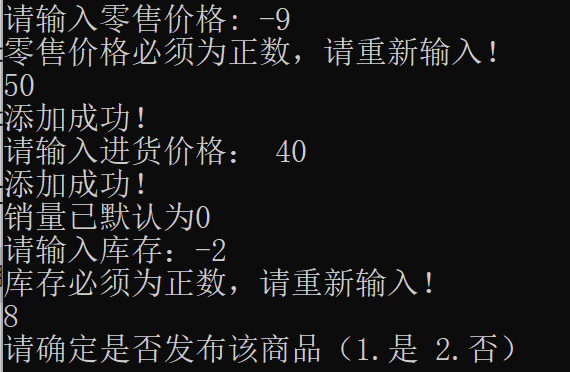 请输入零售价格: -9
零售价格必须为正数，请重新输入！
50
添加成功！
请输入进货价格： 40
添加成功！
销量已默认为0
请输入库存：-2
库存必须为正数，请重新输入！
8
请确定是否发布该商品（1.是 2.否）